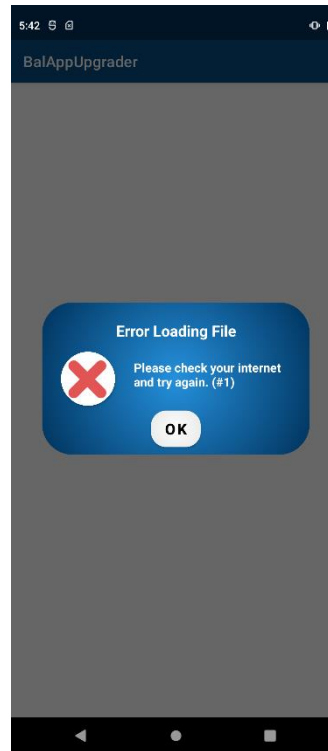 5:42
BalAppUpgrader
Error Loading File
Please check your internet
and try again. (#1)
OK